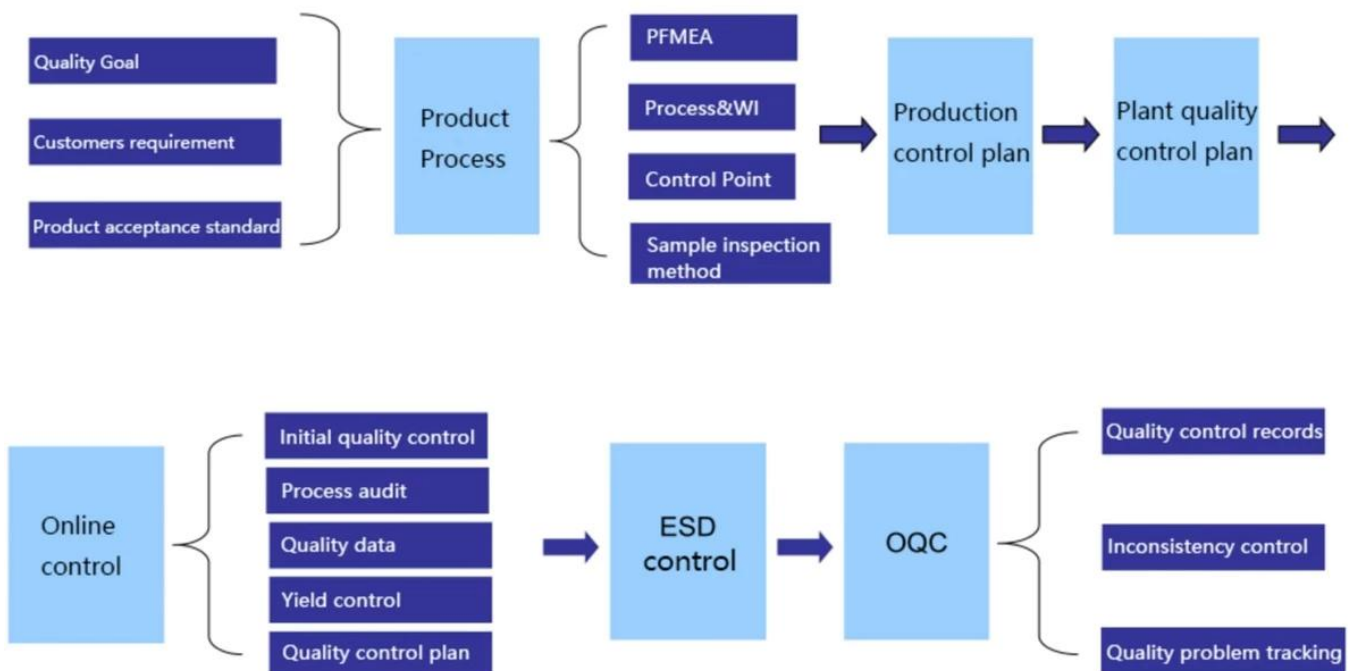 Quality Goal
Customers requirement
Product acceptance standard
Product
Process
PFMEA
Process&WI
Control Point
Sample inspection
method
Production
control plan
Plant quality
control plan
Online
control
Initial quality control
Process audit
Quality data
Yield control
Quality control plan
ESD
control
OQC
Quality control records
Inconsistency control
Quality problem tracking